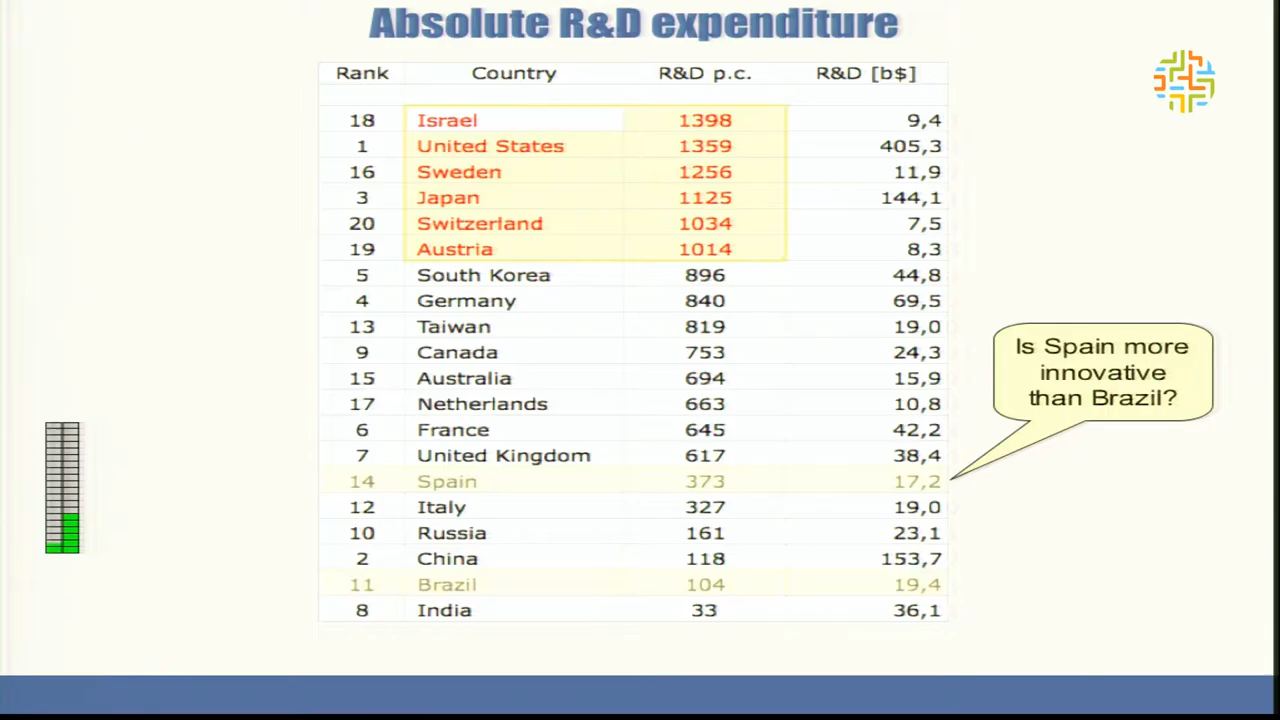 Absolute R&D expenditure
Rank Country R&D p.c. R&D [b$]
18 Israel 1398 9,4
1 United States 1359 405,3
16 Sweden 1256 11,9
3 Japan 1125 144,1
20 Switzerland 1034 7,5
19 Austria 1014 8,3
5 South Korea 896 44,8
4 Germany 840 69,5
13 Taiwan 819 19,0
9 Canada 753 24,3
15 Australia 694 15,9
17 Netherlands 663 10,8
6 France 645 42,2
7 United Kingdom 617 38,4
14 Spain 373 17,2
12 Italy 327 19,0
10 Russia 161 23,1
2 China 118 153,7
11 Brazil 104 19,4
8 India 33 36,1
Is Spain more
innovative
than Brazil?